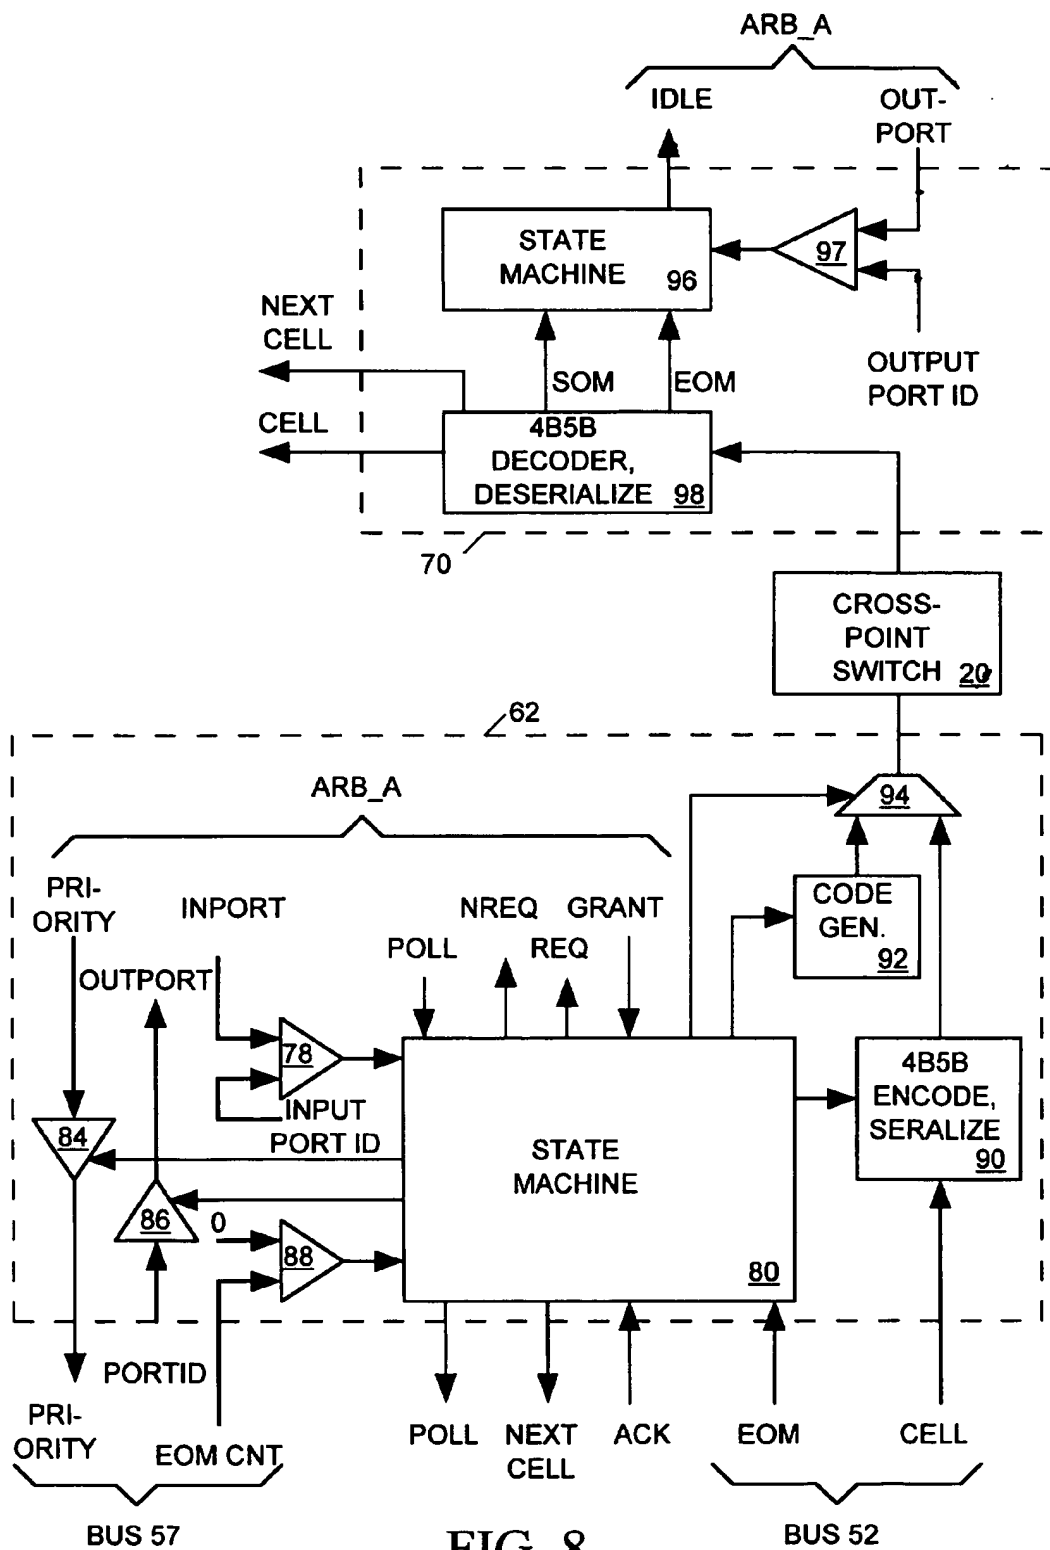 ARB_A
IDLE
OUT-
PORT
STATE
MACHINE
96
97
NEXT
CELL
SOM
EOM
OUTPUT
PORT ID
CELL
4B5B
DECODER,
DESERIALIZE
98
70
CROSS-
POINT
SWITCH
20
62
ARB_A
94
PRI-
ORITY
INPORT
NREQ
GRANT
POLL
REQ
CODE
GEN.
92
OUTPORT
78
INPUT
PORT ID
84
STATE
MACHINE
80
4B5B
ENCODE,
SERALIZE
90
86
0
88
PORTID
PRI-
ORITY
EOM CNT
POLL
NEXT
CELL
ACK
EOM
CELL
BUS 57
BUS 52
FIG. 8